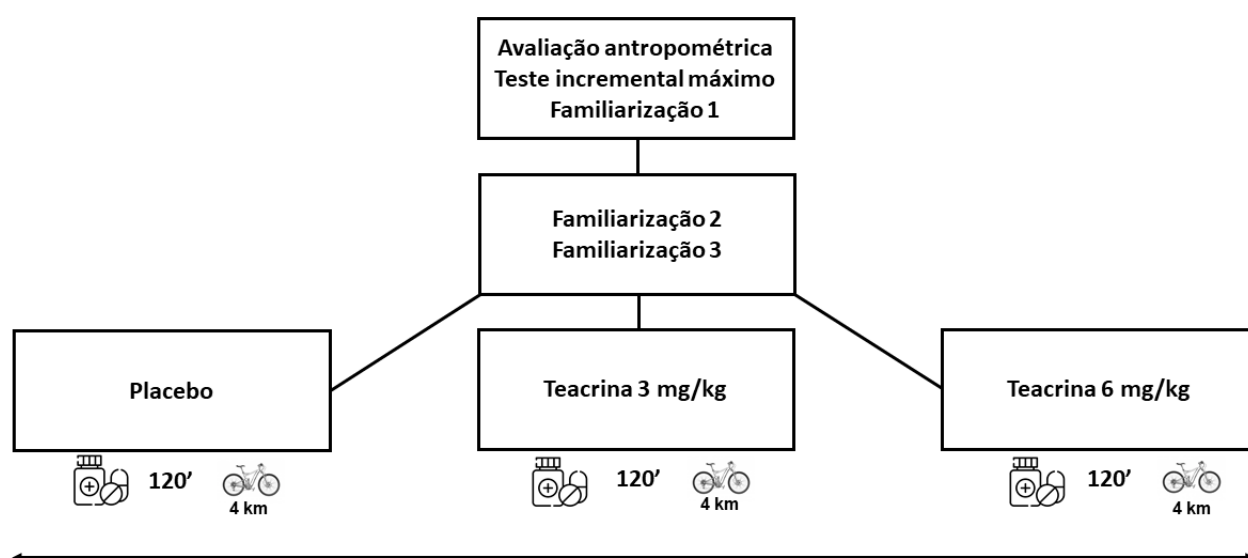 Avaliação antropométrica
Teste incremental máximo
Familiarização 1
Familiarização 2
Familiarização 3
Placebo
Teacrina 3 mg/kg
Teacrina 6 mg/kg
120’
4 km
120’
4 km
120’
4 km